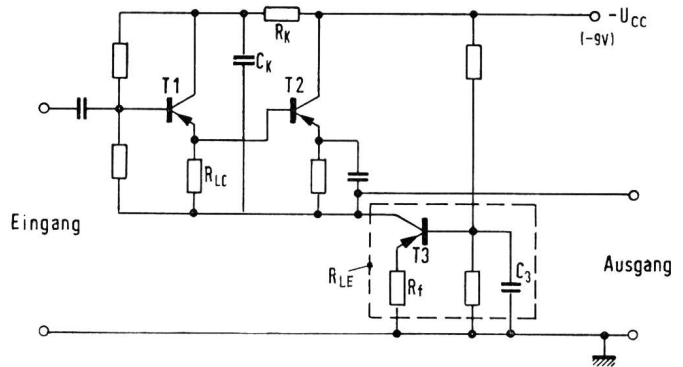 -U_CC
(-9V)
R_K
C_K
T1
T2
R_LC
Eingang
T3
R_LE
R_f
C_3
Ausgang